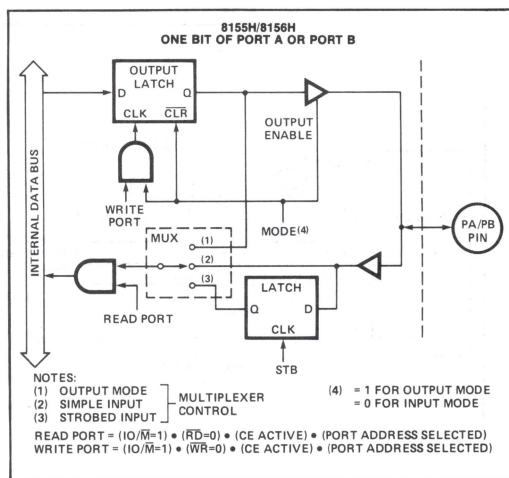 8155H/8156H
ONE BIT OF PORT A OR PORT B
INTERNAL DATA BUS
OUTPUT
LATCH
D
Q
CLK
C̅L̅R̅
OUTPUT
ENABLE
WRITE
PORT
MODE(4)
MUX
(1)
(2)
(3)
READ PORT
LATCH
Q
D
CLK
STB
PA/PB
PIN
NOTES:
(1) OUTPUT MODE
(2) SIMPLE INPUT
(3) STROBED INPUT
MULTIPLEXER
CONTROL
(4) = 1 FOR OUTPUT MODE
= 0 FOR INPUT MODE
READ PORT = (IO/M̅=1) • (R̅D̅=0) • (CE ACTIVE) • (PORT ADDRESS SELECTED)
WRITE PORT = (IO/M̅=1) • (W̅R̅=0) • (CE ACTIVE) • (PORT ADDRESS SELECTED)